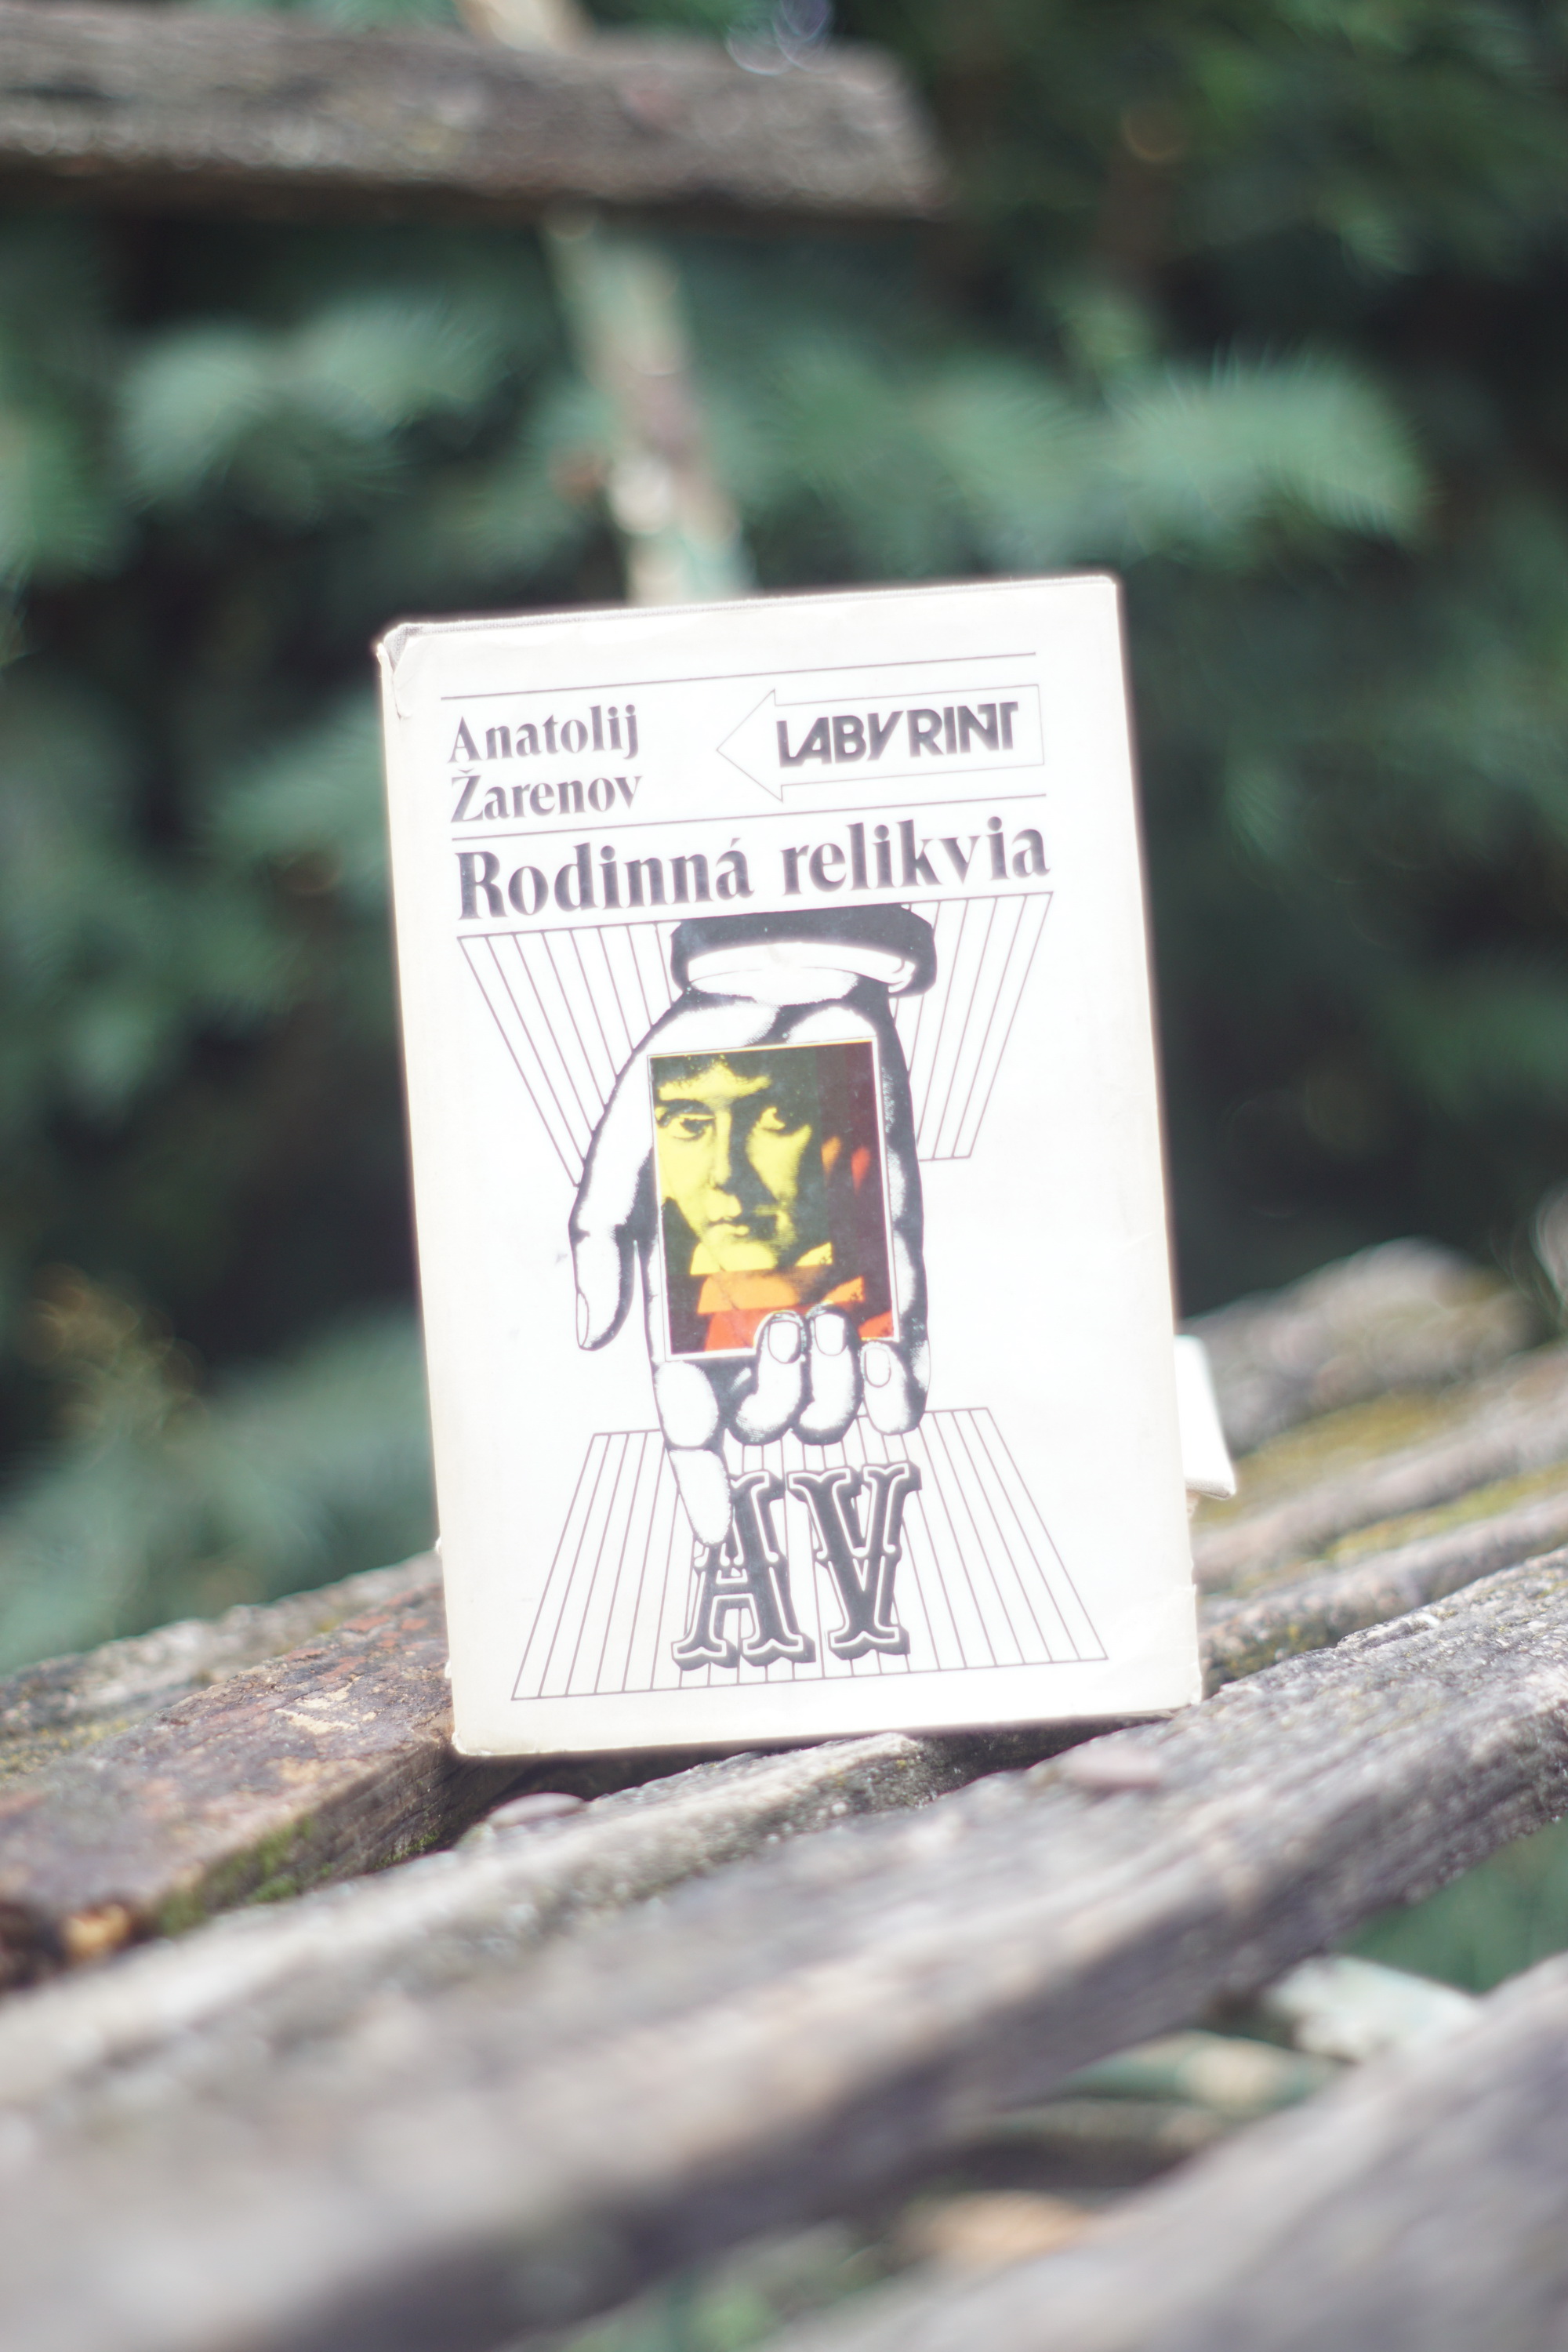 Anatolij
Žarenov
LABYRINT
Rodinná relikvia
AV